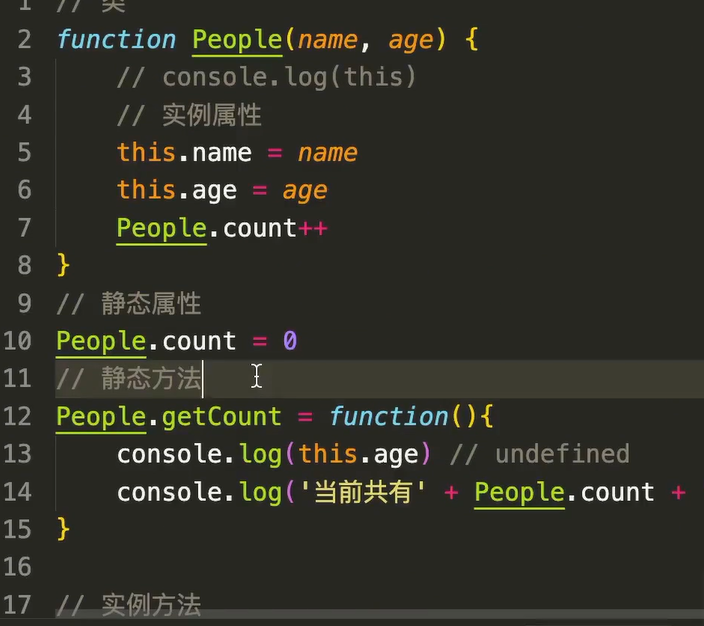 1 // 类
2 function People(name, age) {
3 // console.log(this)
4 // 实例属性
5 this.name = name
6 this.age = age
7 People.count++
8 }
9 // 静态属性
10 People.count = 0
11 // 静态方法
12 People.getCount = function(){
13 console.log(this.age) // undefined
14 console.log('当前共有' + People.count +
15 }
16
17 // 实例方法